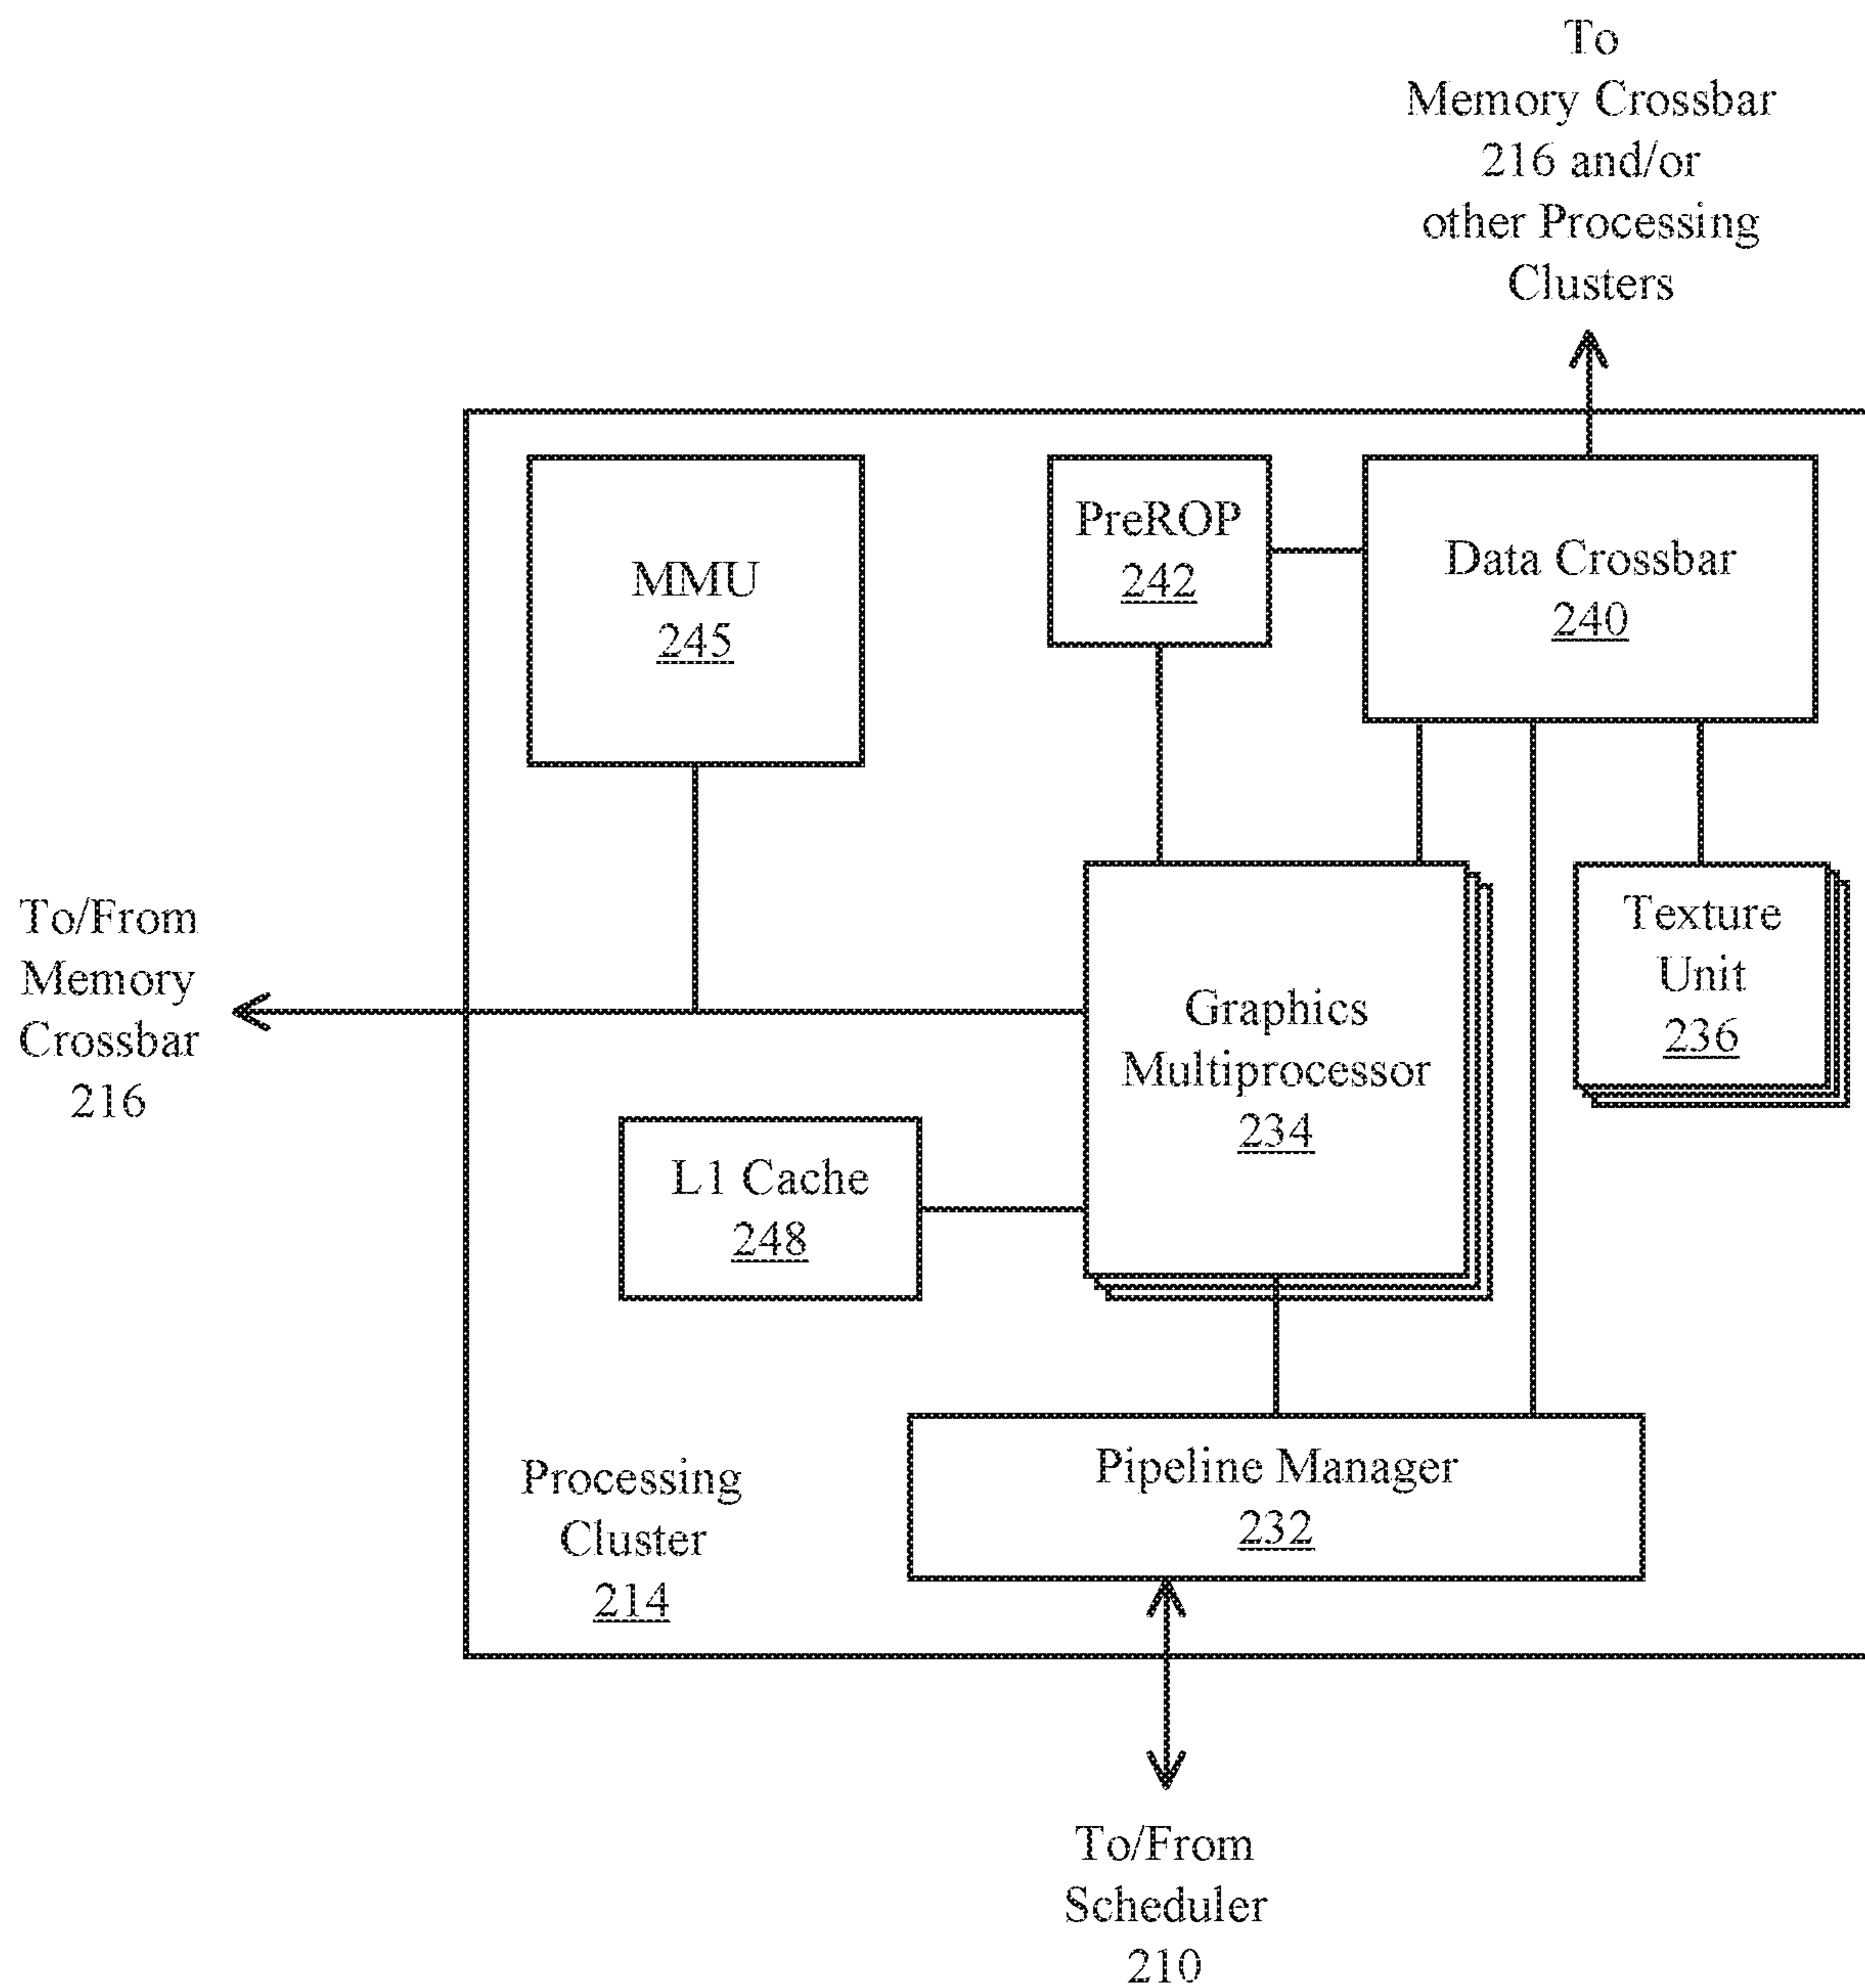 To
Memory Crossbar
216 and/or
other Processing
Clusters
MMU
245
PreROP
242
Data Crossbar
240
To/From
Memory
Crossbar
216
Graphics
Multiprocessor
234
Texture
Unit
236
L1 Cache
248
Processing
Cluster
214
Pipeline Manager
232
To/From
Scheduler
210